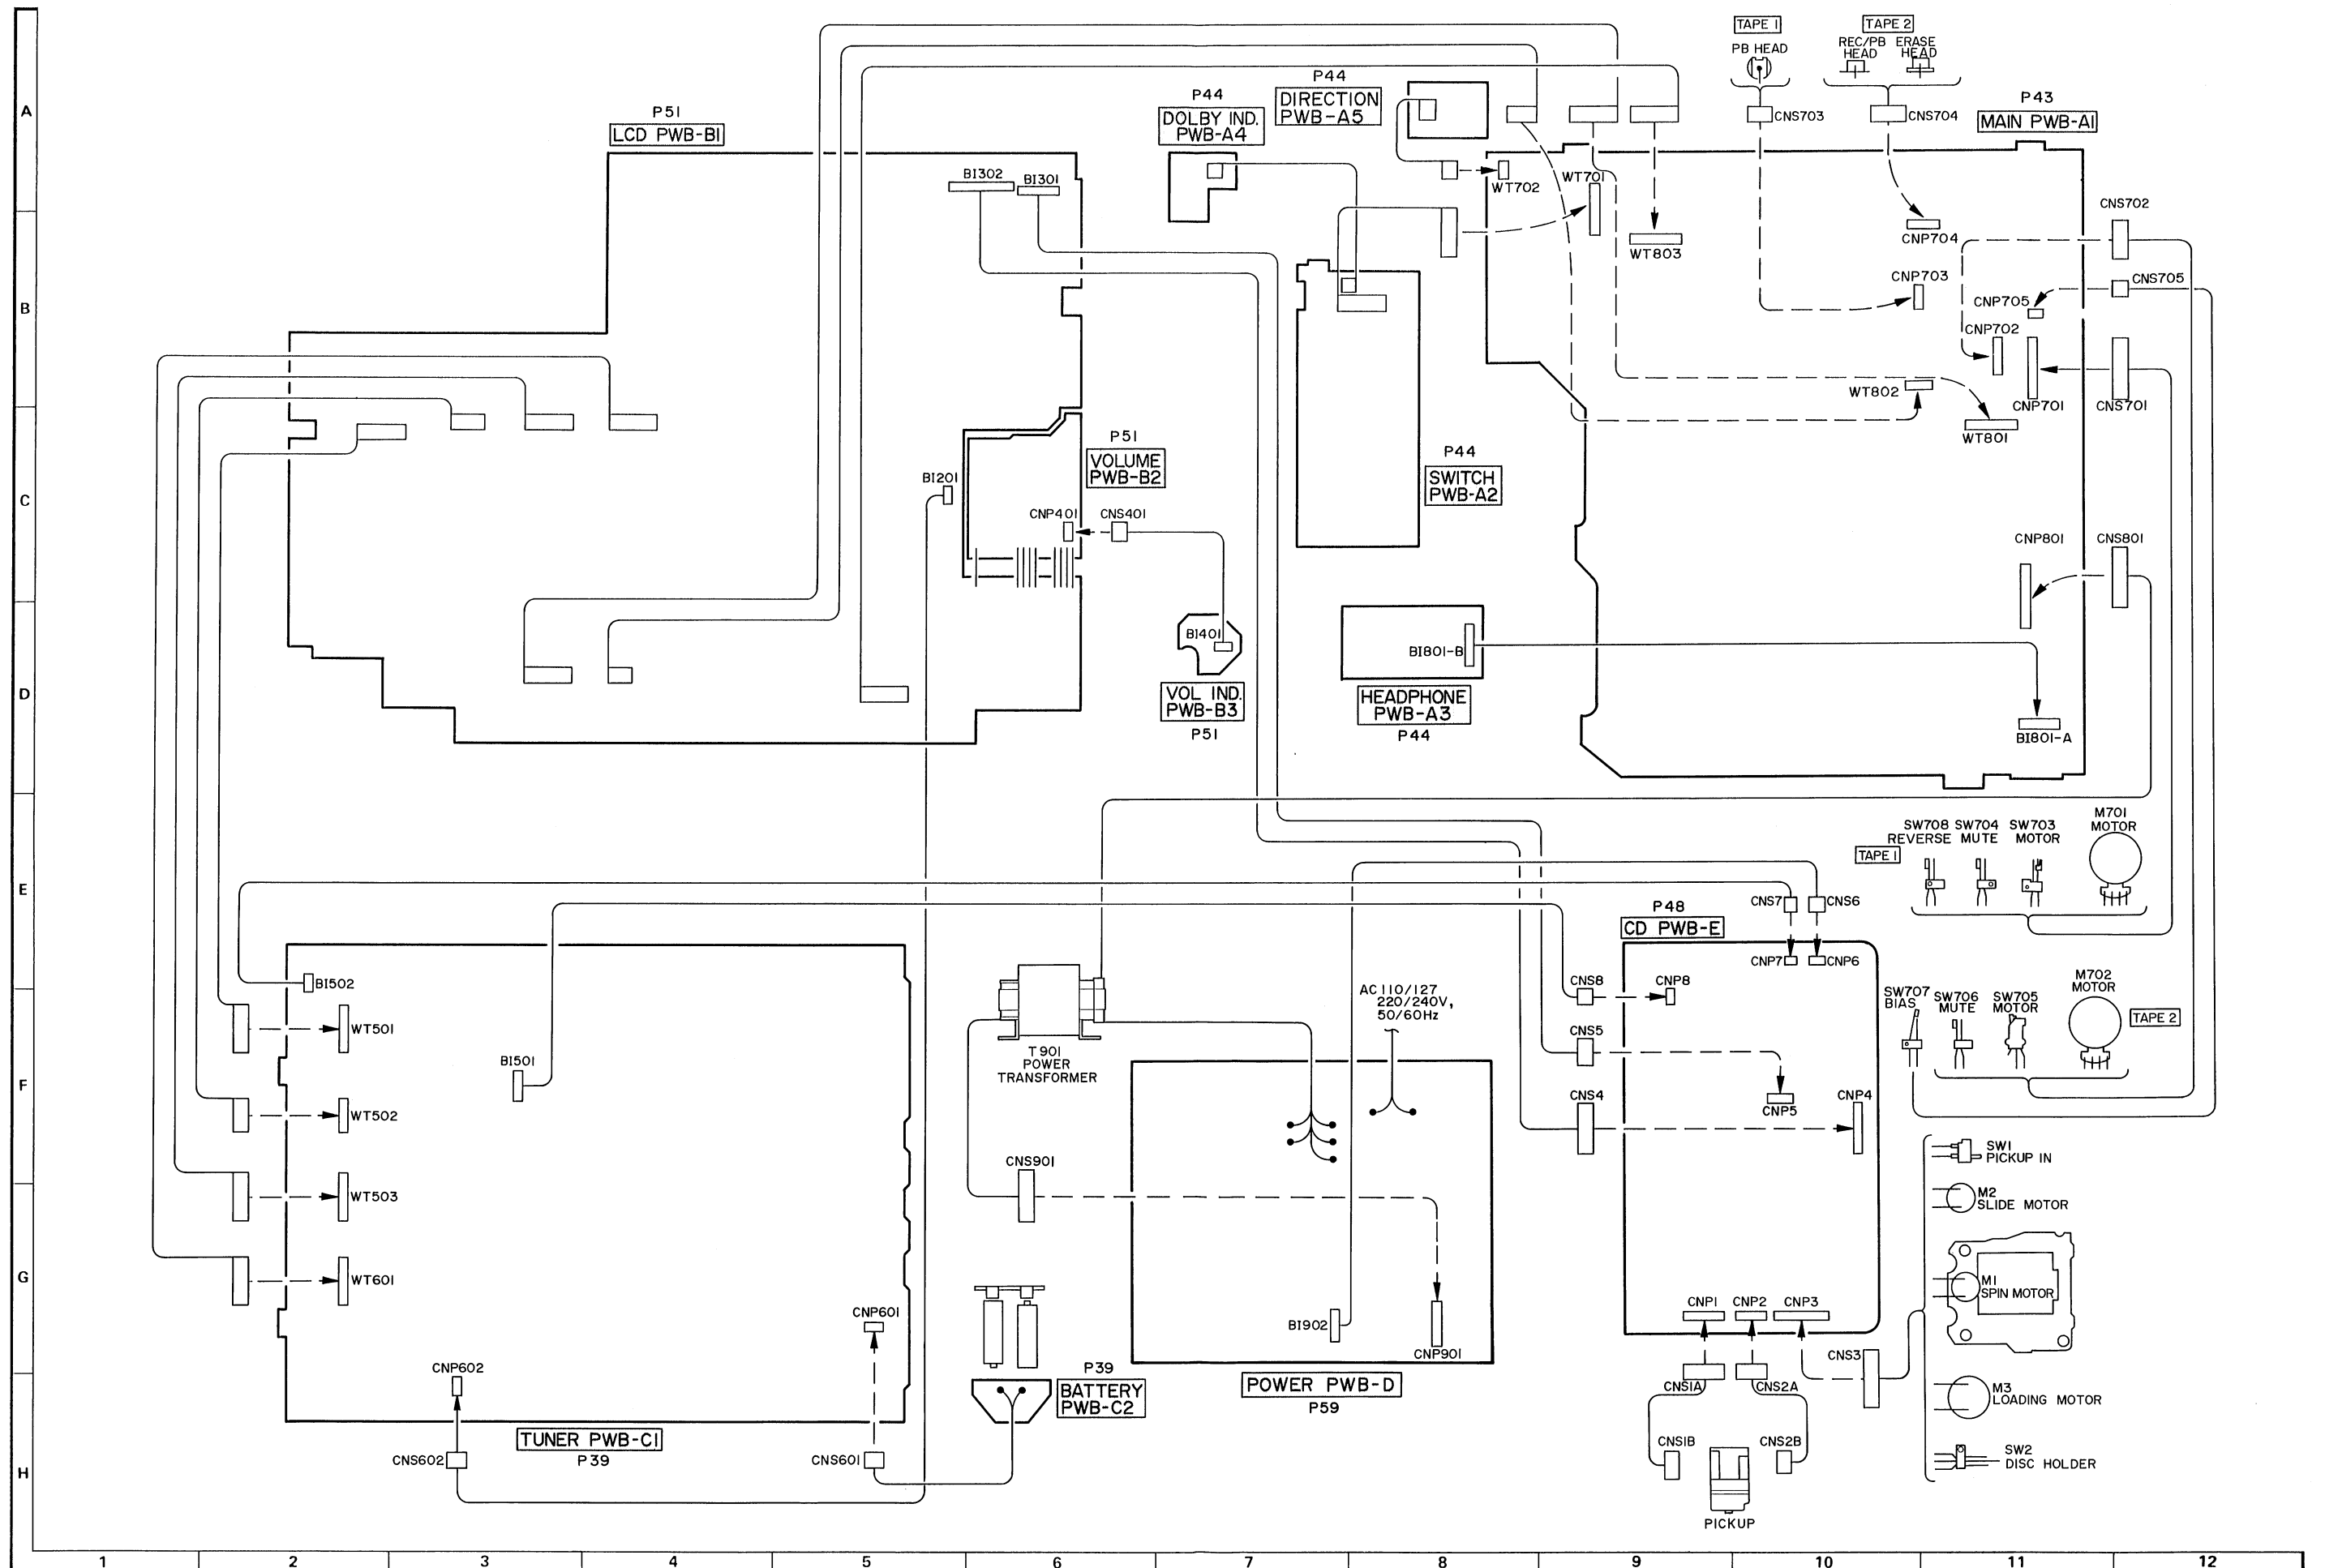 TAPE 1
PB HEAD
TAPE 2
REC/PB ERASE
HEAD HEAD
A
P51
LCD PWB-B1
P44
DOLBY IND.
PWB-A4
P44
DIRECTION
PWB-A5
CNS703
CNS704
P43
MAIN PWB-A1
BI302
BI301
WT702
WT701
CNS702
CNP704
WT803
B
CNP703
CNS705
CNP705
CNP702
WT802
CNP701
CNS701
WT801
C
P51
VOLUME
PWB-B2
P44
SWITCH
PWB-A2
BI201
CNP401
CNS401
CNP801
CNS801
D
BI401
BI801-B
VOL IND.
PWB-B3
P51
HEADPHONE
PWB-A3
P44
BI801-A
E
SW708 SW704 SW703
REVERSE MUTE MOTOR
M701
MOTOR
TAPE 1
CNS7
CNS6
P48
CD PWB-E
CNP7
CNP6
BI502
CNS8
CNP8
AC110/127
220/240V,
50/60Hz
SW707
BIAS
SW706
MUTE
SW705
MOTOR
M702
MOTOR
TAPE 2
WT501
CNS5
T901
POWER
TRANSFORMER
BI501
F
CNS4
CNP5
CNP4
WT502
SW1
PICKUP IN
CNS901
WT503
M2
SLIDE MOTOR
G
WT601
M1
SPIN MOTOR
CNP601
BI902
CNP901
CNP1
CNP2
CNP3
CNS3
CNP602
P39
BATTERY
PWB-C2
POWER PWB-D
P59
CNS1A
CNS2A
M3
LOADING MOTOR
TUNER PWB-C1
P39
CNS602
CNS601
CNS1B
CNS2B
SW2
DISC HOLDER
H
PICKUP
1 2 3 4 5 6 7 8 9 10 11 12